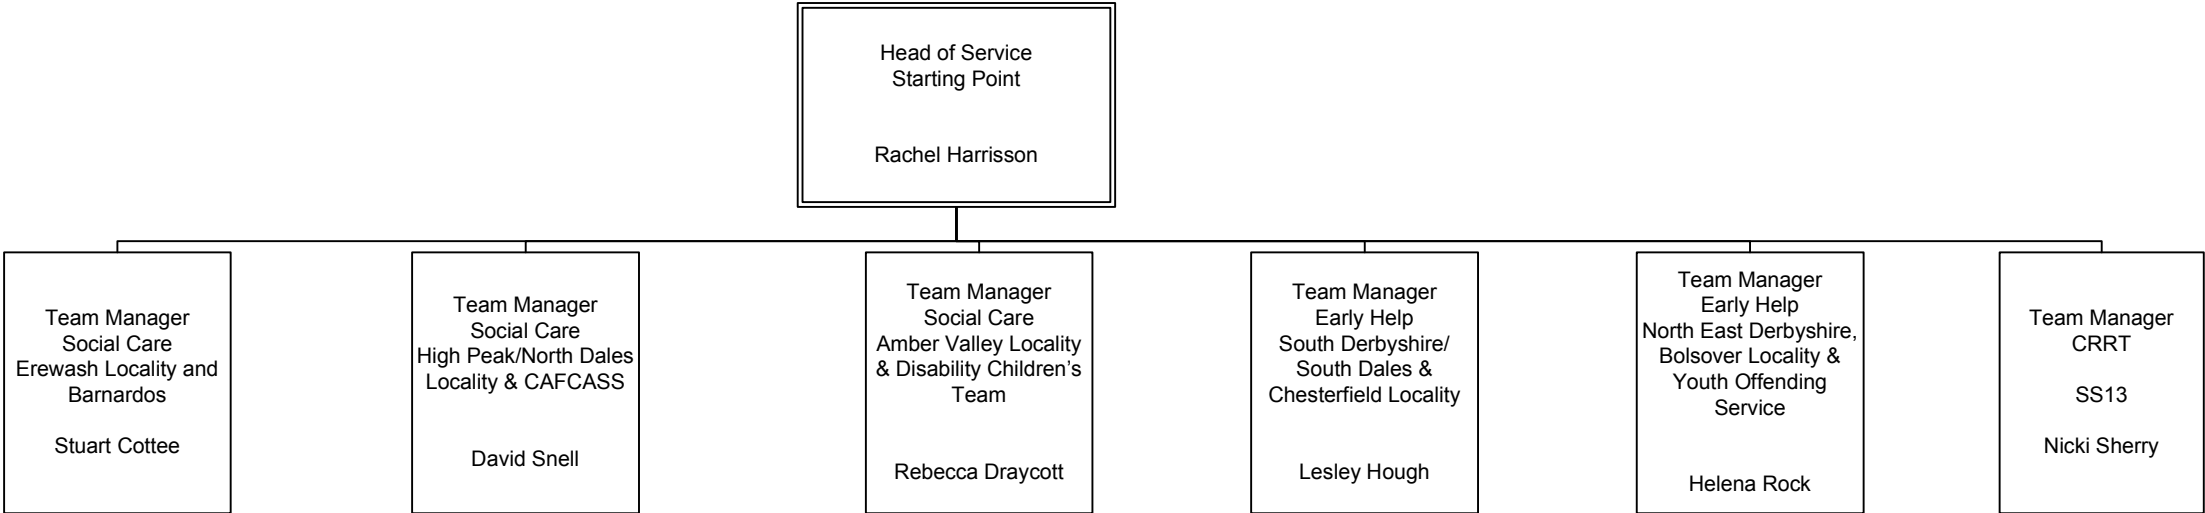 Head of Service
Starting Point
Rachel Harrisson
Team Manager
Social Care
Erewash Locality and
Barnardos
Stuart Cottee
Team Manager
Social Care
High Peak/North Dales
Locality & CAFCASS
David Snell
Team Manager
Social Care
Amber Valley Locality
& Disability Children’s
Team
Rebecca Draycott
Team Manager
Early Help
South Derbyshire/
South Dales &
Chesterfield Locality
Lesley Hough
Team Manager
Early Help
North East Derbyshire,
Bolsover Locality &
Youth Offending
Service
Helena Rock
Team Manager
CRRT
SS13
Nicki Sherry